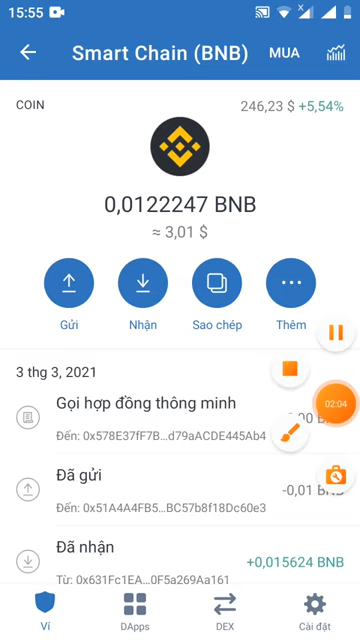 15:55
Smart Chain (BNB) MUA
COIN
246,23 $ +5,54%
0,0122247 BNB
≈ 3,01 $
Gửi
Nhận
Sao chép
Thêm
3 thg 3, 2021
02:04
Gọi hợp đồng thông minh
BNB
Đến: 0x578E37fF7B...d79aACDE445Ab4
Đã gửi
-0,01 BNB
Đến: 0x51A4A4FB5...BC57b8f18Dc60e3
Đã nhận
+0,015624 BNB
Từ: 0x631Fc1EA...0F5a269Aa161
Ví
DApps
DEX
Cài đặt